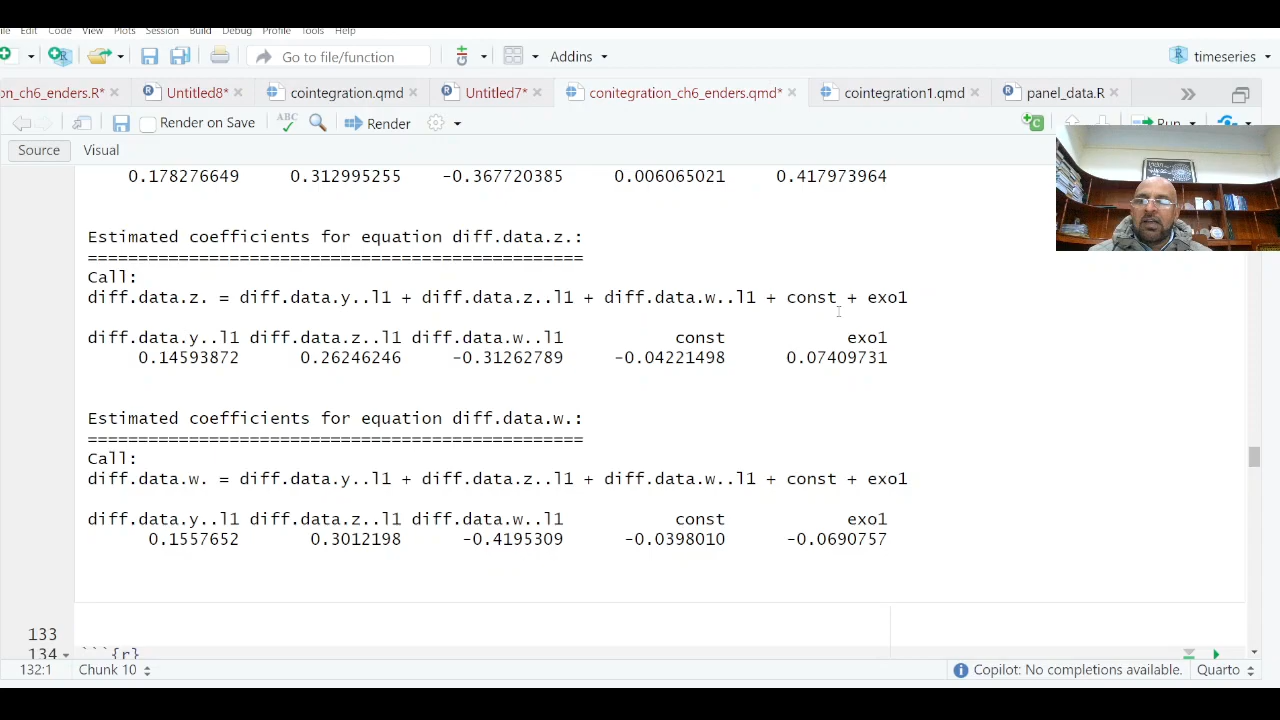 File Edit Code View Plots Session Build Debug Profile Tools Help
Go to file/function Addins timeseries
on_ch6_enders.R* Untitled8* cointegration.qmd Untitled7* conitegration_ch6_enders.qmd* cointegration1.qmd panel_data.R
Render on Save ABC Render Run
Source Visual
0.178276649 0.312995255 -0.367720385 0.006065021 0.417973964
Estimated coefficients for equation diff.data.z.:
=================================================
Call:
diff.data.z. = diff.data.y..l1 + diff.data.z..l1 + diff.data.w..l1 + const + exo1
diff.data.y..l1 diff.data.z..l1 diff.data.w..l1 const exo1
0.14593872 0.26246246 -0.31262789 -0.04221498 0.07409731
Estimated coefficients for equation diff.data.w.:
=================================================
Call:
diff.data.w. = diff.data.y..l1 + diff.data.z..l1 + diff.data.w..l1 + const + exo1
diff.data.y..l1 diff.data.z..l1 diff.data.w..l1 const exo1
0.1557652 0.3012198 -0.4195309 -0.0398010 -0.0690757
133
134 ```{r}
132:1 Chunk 10 Copilot: No completions available. Quarto